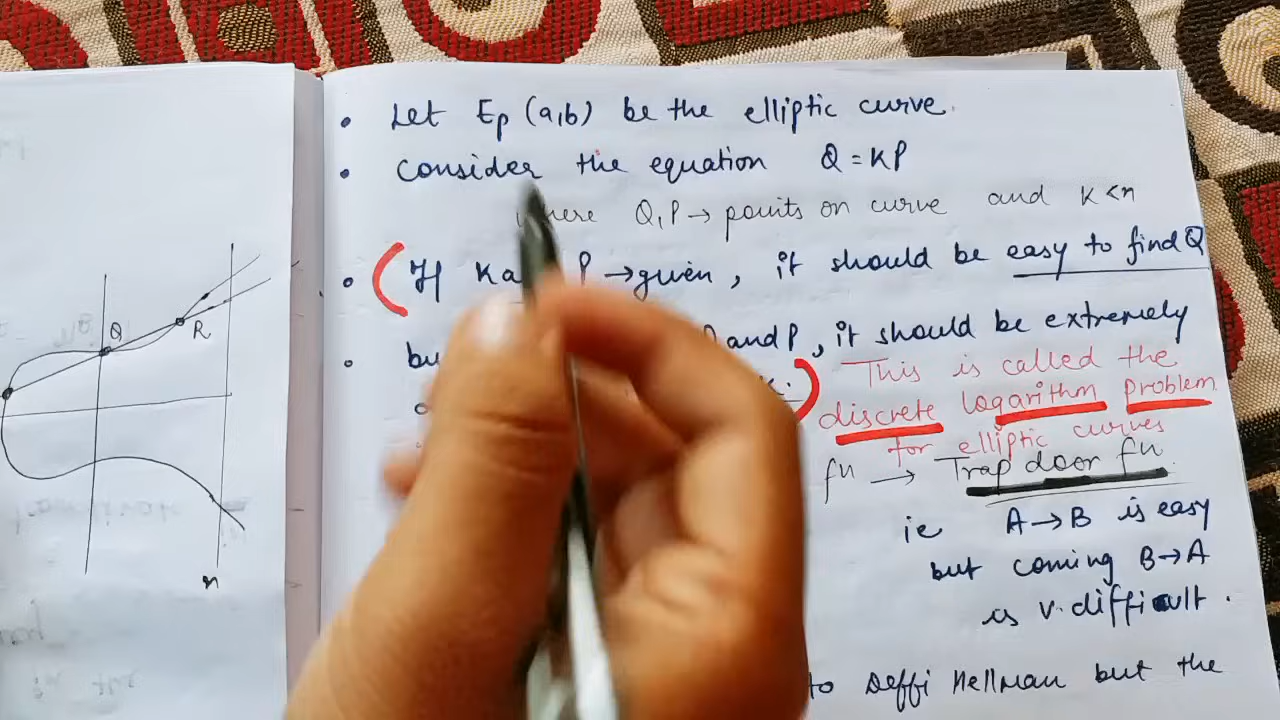 Let Ep (a,b) be the elliptic curve.
Consider the equation Q = KP
Q,P → points on curve and K < n
If K P → given, it should be easy to find Q
and P, it should be extremely
This is called the
discrete logarithm problem
for elliptic curves
fn → Trap door fn
ie A → B is easy
but coming B → A
is v. difficult.
to Deffi Hellman but the
Q
R
n